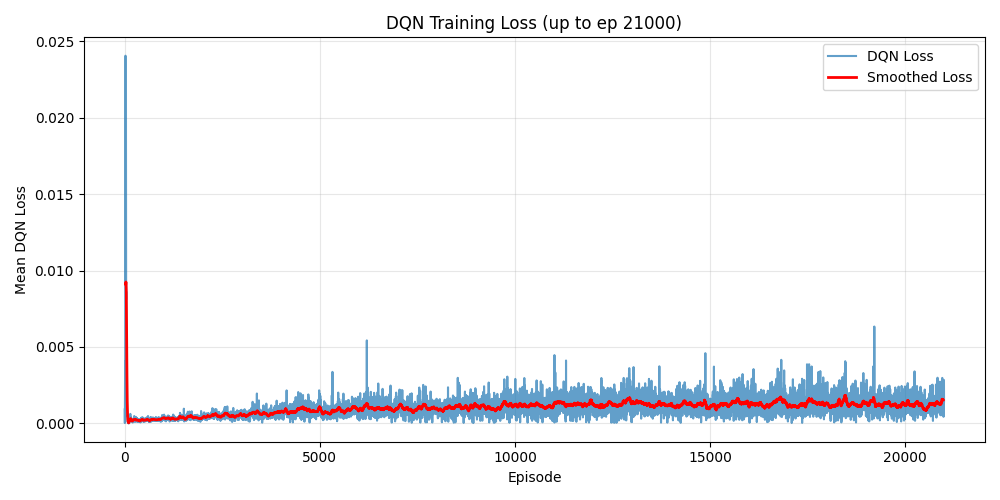 DQN Training Loss (up to ep 21000)
DQN Loss
Smoothed Loss
Mean DQN Loss
0.025
0.020
0.015
0.010
0.005
0.000
0
5000
10000
15000
20000
Episode